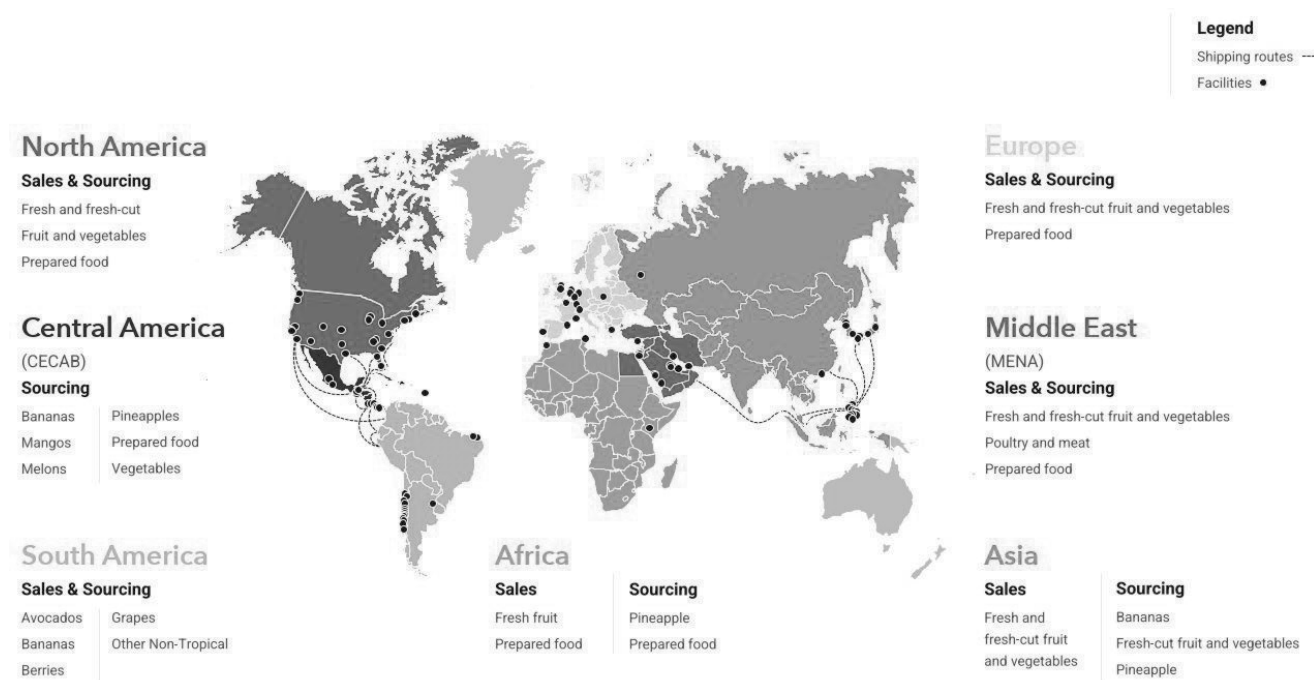 Legend
Shipping routes
Facilities
North America
Sales & Sourcing
Fresh and fresh-cut
Fruit and vegetables
Prepared food
Central America
(CECAB)
Sourcing
Bananas
Mangos
Melons
Pineapples
Prepared food
Vegetables
South America
Sales & Sourcing
Avocados
Bananas
Berries
Grapes
Other Non-Tropical
Africa
Sales
Fresh fruit
Prepared food
Sourcing
Pineapple
Prepared food
Europe
Sales & Sourcing
Fresh and fresh-cut fruit and vegetables
Prepared food
Middle East
(MENA)
Sales & Sourcing
Fresh and fresh-cut fruit and vegetables
Poultry and meat
Prepared food
Asia
Sales
Fresh and
fresh-cut fruit
and vegetables
Sourcing
Bananas
Fresh-cut fruit and vegetables
Pineapple